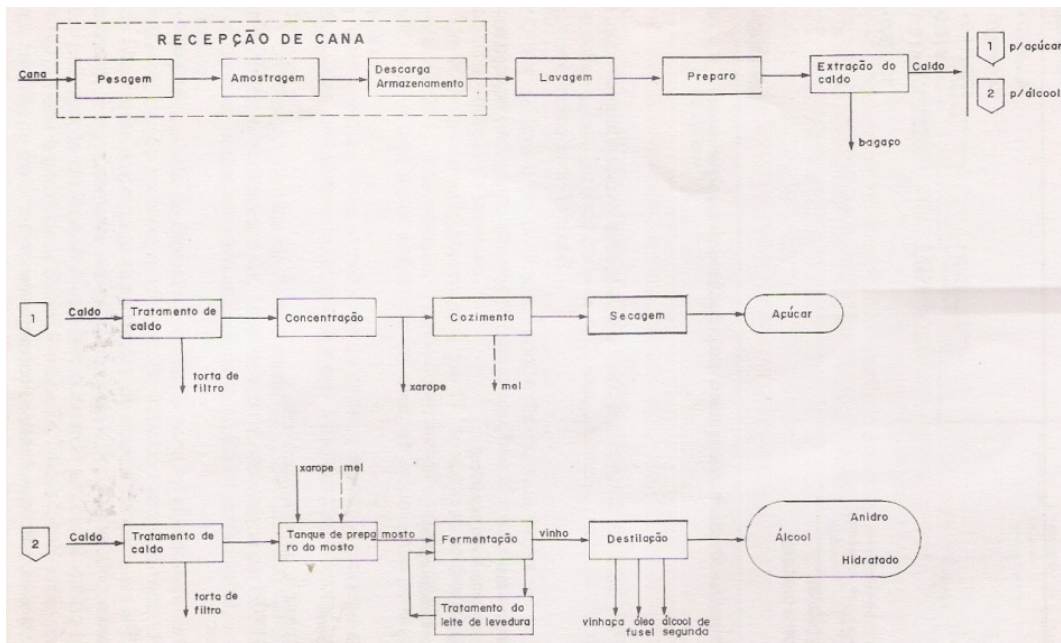 RECEPÇÃO DE CANA
Cana
Pesagem
Amostragem
Descarga
Armazenamento
Lavagem
Preparo
Extração do
caldo
Caldo
1
p/açúcar
2
p/álcool
bagaço
1
Caldo
Tratamento de
caldo
Concentração
Cozimento
Secagem
Açúcar
torta de
filtro
xarope
mel
xarope
mel
2
Caldo
Tratamento de
caldo
Tanque de prepa
ro do mosto
mosto
Fermentação
vinho
Destilação
Álcool
Anidro
Hidratado
torta de
filtro
Tratamento do
leite de levedura
vinhaça
óleo
fusel
álcool de
segunda